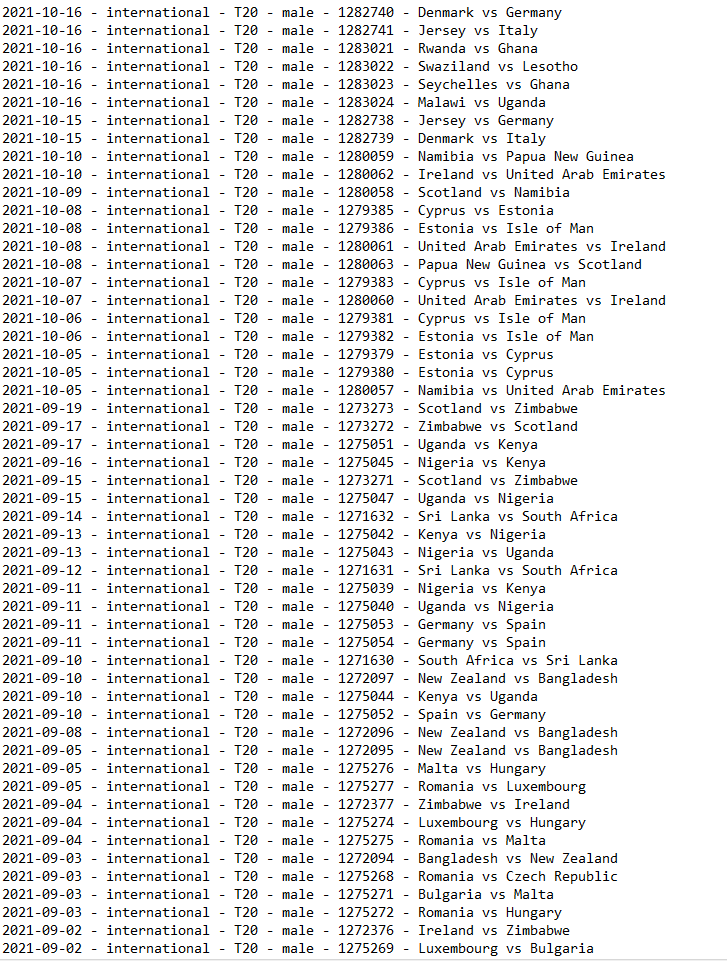 2021-10-16 - international - T20 - male - 1282740 - Denmark vs Germany
2021-10-16 - international - T20 - male - 1282741 - Jersey vs Italy
2021-10-16 - international - T20 - male - 1283021 - Rwanda vs Ghana
2021-10-16 - international - T20 - male - 1283022 - Swaziland vs Lesotho
2021-10-16 - international - T20 - male - 1283023 - Seychelles vs Ghana
2021-10-16 - international - T20 - male - 1283024 - Malawi vs Uganda
2021-10-15 - international - T20 - male - 1282738 - Jersey vs Germany
2021-10-15 - international - T20 - male - 1282739 - Denmark vs Italy
2021-10-10 - international - T20 - male - 1280059 - Namibia vs Papua New Guinea
2021-10-10 - international - T20 - male - 1280062 - Ireland vs United Arab Emirates
2021-10-09 - international - T20 - male - 1280058 - Scotland vs Namibia
2021-10-08 - international - T20 - male - 1279385 - Cyprus vs Estonia
2021-10-08 - international - T20 - male - 1279386 - Estonia vs Isle of Man
2021-10-08 - international - T20 - male - 1280061 - United Arab Emirates vs Ireland
2021-10-08 - international - T20 - male - 1280063 - Papua New Guinea vs Scotland
2021-10-07 - international - T20 - male - 1279383 - Cyprus vs Isle of Man
2021-10-07 - international - T20 - male - 1280060 - United Arab Emirates vs Ireland
2021-10-06 - international - T20 - male - 1279381 - Cyprus vs Isle of Man
2021-10-06 - international - T20 - male - 1279382 - Estonia vs Isle of Man
2021-10-05 - international - T20 - male - 1279379 - Estonia vs Cyprus
2021-10-05 - international - T20 - male - 1279380 - Estonia vs Cyprus
2021-10-05 - international - T20 - male - 1280057 - Namibia vs United Arab Emirates
2021-09-19 - international - T20 - male - 1273273 - Scotland vs Zimbabwe
2021-09-17 - international - T20 - male - 1273272 - Zimbabwe vs Scotland
2021-09-17 - international - T20 - male - 1275051 - Uganda vs Kenya
2021-09-16 - international - T20 - male - 1275045 - Nigeria vs Kenya
2021-09-15 - international - T20 - male - 1273271 - Scotland vs Zimbabwe
2021-09-15 - international - T20 - male - 1275047 - Uganda vs Nigeria
2021-09-14 - international - T20 - male - 1271632 - Sri Lanka vs South Africa
2021-09-13 - international - T20 - male - 1275042 - Kenya vs Nigeria
2021-09-13 - international - T20 - male - 1275043 - Nigeria vs Uganda
2021-09-12 - international - T20 - male - 1271631 - Sri Lanka vs South Africa
2021-09-11 - international - T20 - male - 1275039 - Nigeria vs Kenya
2021-09-11 - international - T20 - male - 1275040 - Uganda vs Nigeria
2021-09-11 - international - T20 - male - 1275053 - Germany vs Spain
2021-09-11 - international - T20 - male - 1275054 - Germany vs Spain
2021-09-10 - international - T20 - male - 1271630 - South Africa vs Sri Lanka
2021-09-10 - international - T20 - male - 1272097 - New Zealand vs Bangladesh
2021-09-10 - international - T20 - male - 1275044 - Kenya vs Uganda
2021-09-10 - international - T20 - male - 1275052 - Spain vs Germany
2021-09-08 - international - T20 - male - 1272096 - New Zealand vs Bangladesh
2021-09-05 - international - T20 - male - 1272095 - New Zealand vs Bangladesh
2021-09-05 - international - T20 - male - 1275276 - Malta vs Hungary
2021-09-05 - international - T20 - male - 1275277 - Romania vs Luxembourg
2021-09-04 - international - T20 - male - 1272377 - Zimbabwe vs Ireland
2021-09-04 - international - T20 - male - 1275274 - Luxembourg vs Hungary
2021-09-04 - international - T20 - male - 1275275 - Romania vs Malta
2021-09-03 - international - T20 - male - 1272094 - Bangladesh vs New Zealand
2021-09-03 - international - T20 - male - 1275268 - Romania vs Czech Republic
2021-09-03 - international - T20 - male - 1275271 - Bulgaria vs Malta
2021-09-03 - international - T20 - male - 1275272 - Romania vs Hungary
2021-09-02 - international - T20 - male - 1272376 - Ireland vs Zimbabwe
2021-09-02 - international - T20 - male - 1275269 - Luxembourg vs Bulgaria